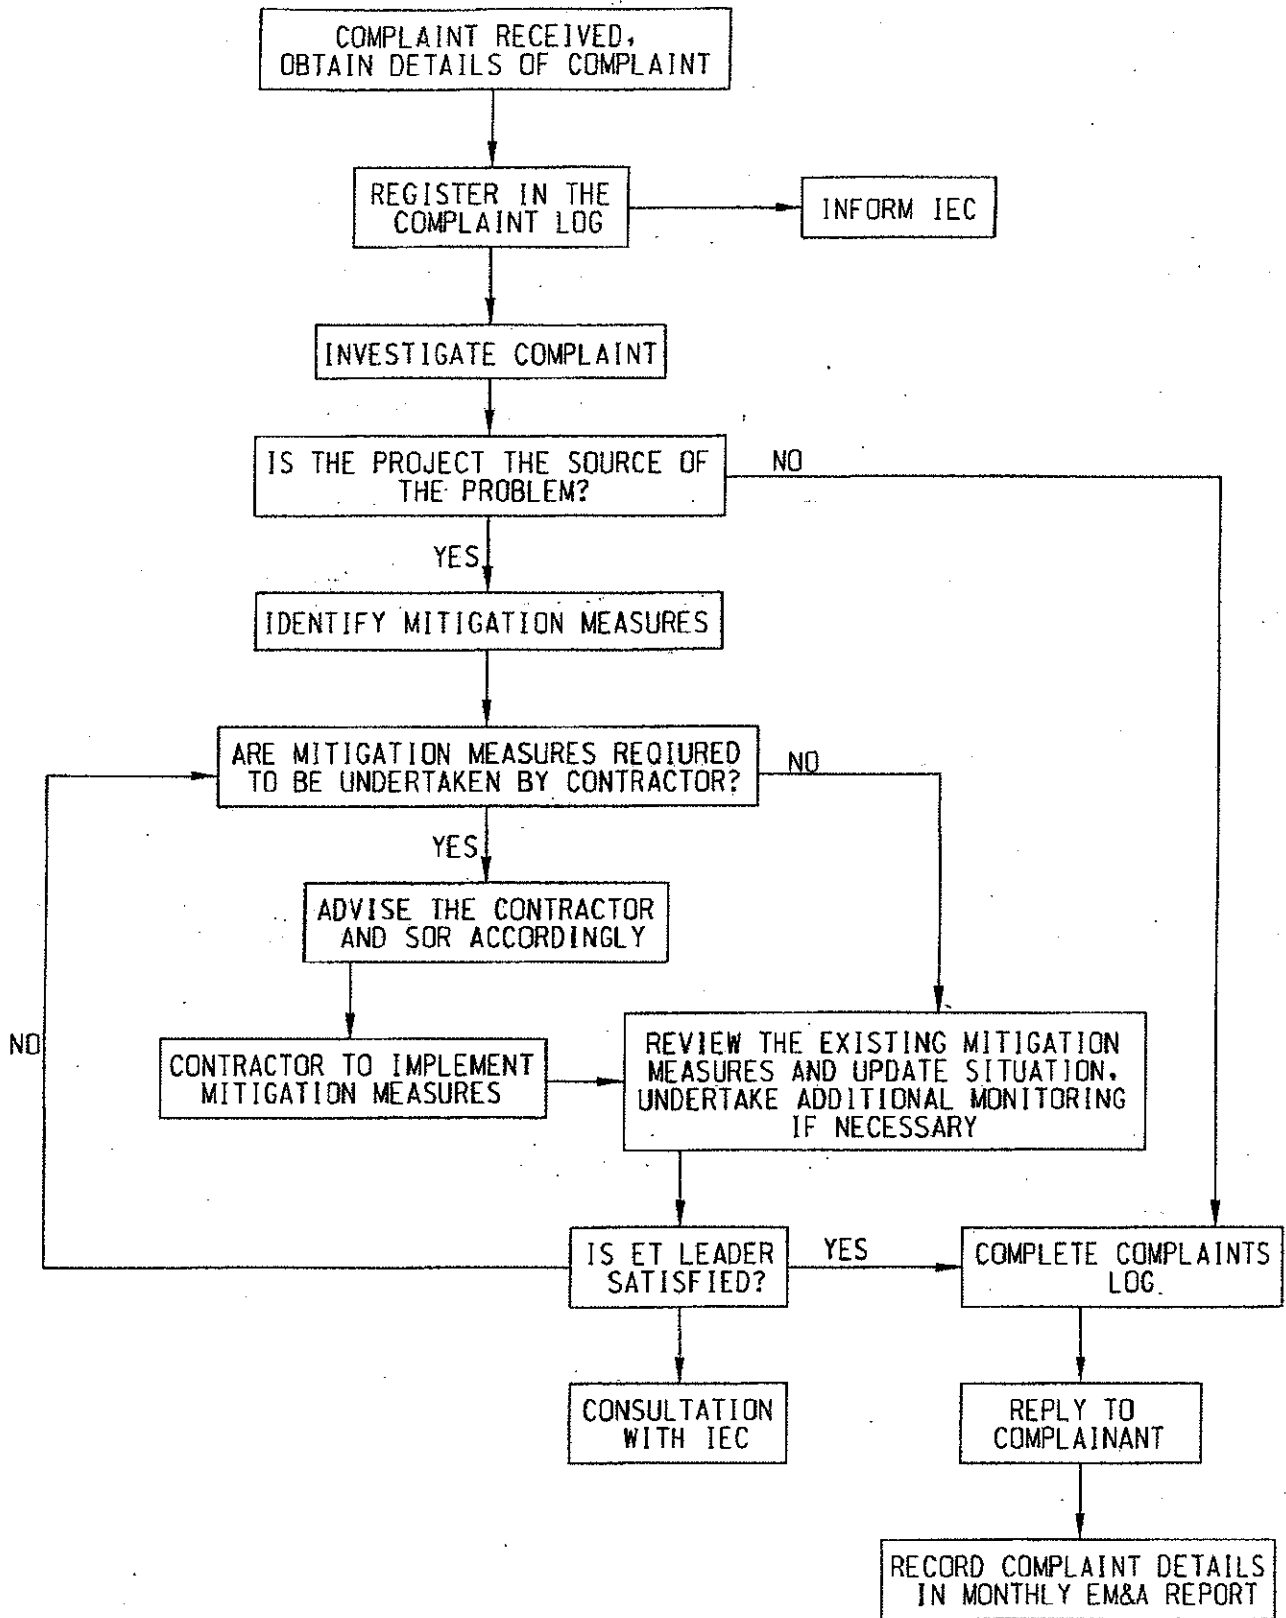 COMPLAINT RECEIVED,
OBTAIN DETAILS OF COMPLAINT
REGISTER IN THE
COMPLAINT LOG
INFORM IEC
INVESTIGATE COMPLAINT
IS THE PROJECT THE SOURCE OF
THE PROBLEM?
NO
YES
IDENTIFY MITIGATION MEASURES
ARE MITIGATION MEASURES REQIURED
TO BE UNDERTAKEN BY CONTRACTOR?
NO
YES
ADVISE THE CONTRACTOR
AND SOR ACCORDINGLY
NO
CONTRACTOR TO IMPLEMENT
MITIGATION MEASURES
REVIEW THE EXISTING MITIGATION
MEASURES AND UPDATE SITUATION.
UNDERTAKE ADDITIONAL MONITORING
IF NECESSARY
IS ET LEADER
SATISFIED?
YES
COMPLETE COMPLAINTS
LOG
CONSULTATION
WITH IEC
REPLY TO
COMPLAINANT
RECORD COMPLAINT DETAILS
IN MONTHLY EM&A REPORT